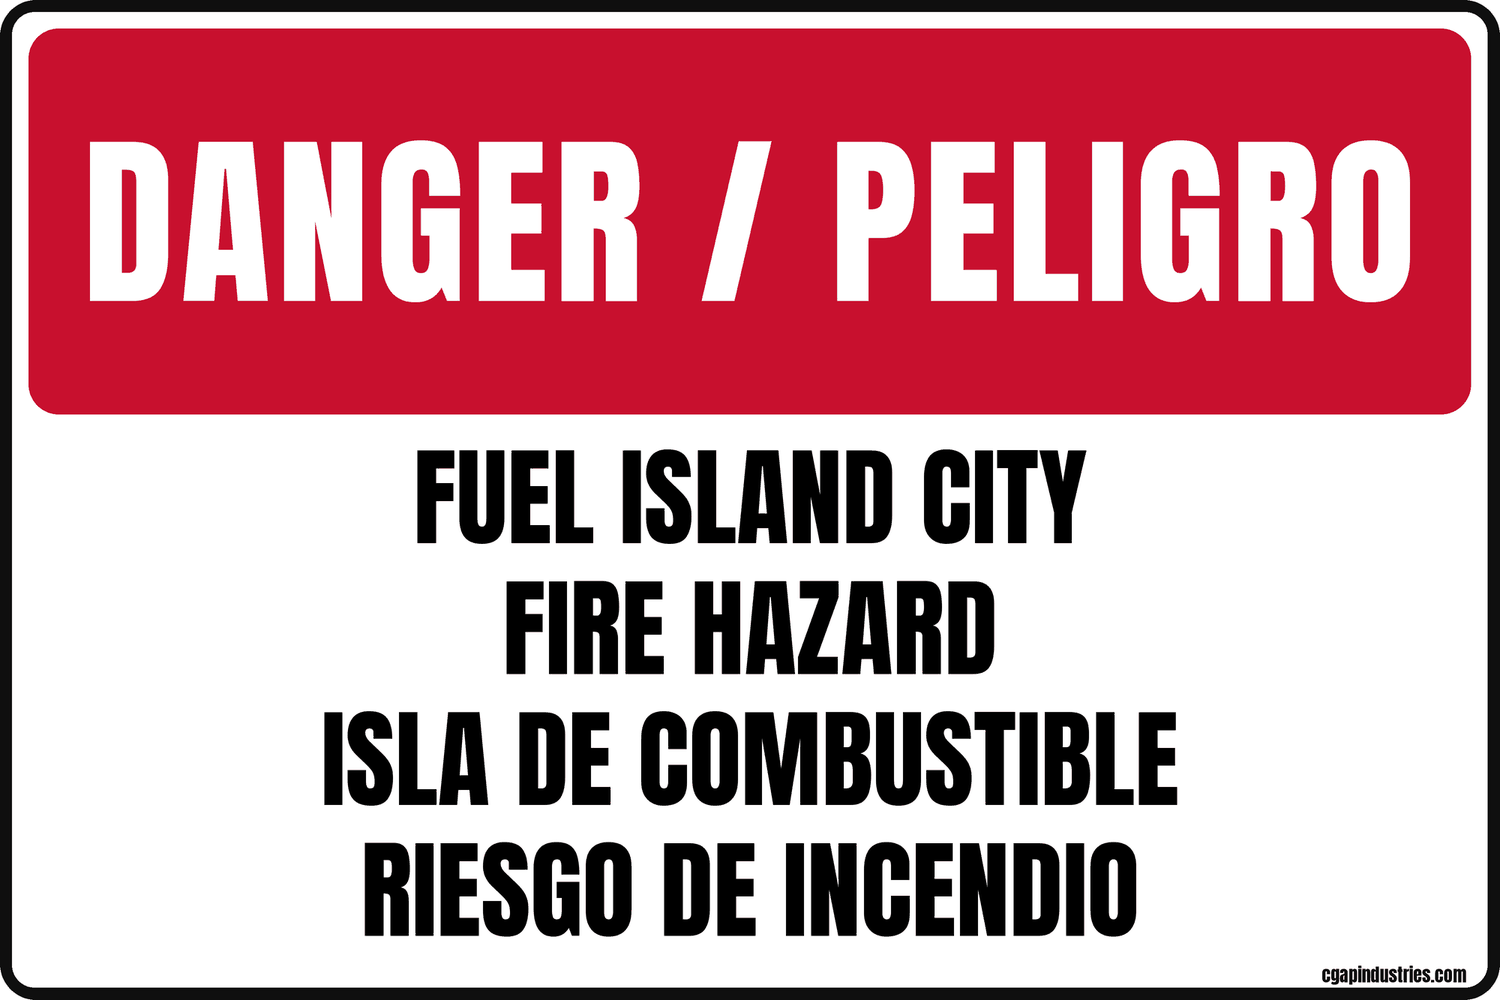 DANGER / PELIGRO
FUEL ISLAND CITY
FIRE HAZARD
ISLA DE COMBUSTIBLE
RIESGO DE INCENDIO
cgapindustries.com